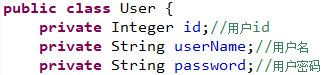 public class User {
    private Integer id;//用户id
    private String userName;//用户名
    private String password;//用户密码